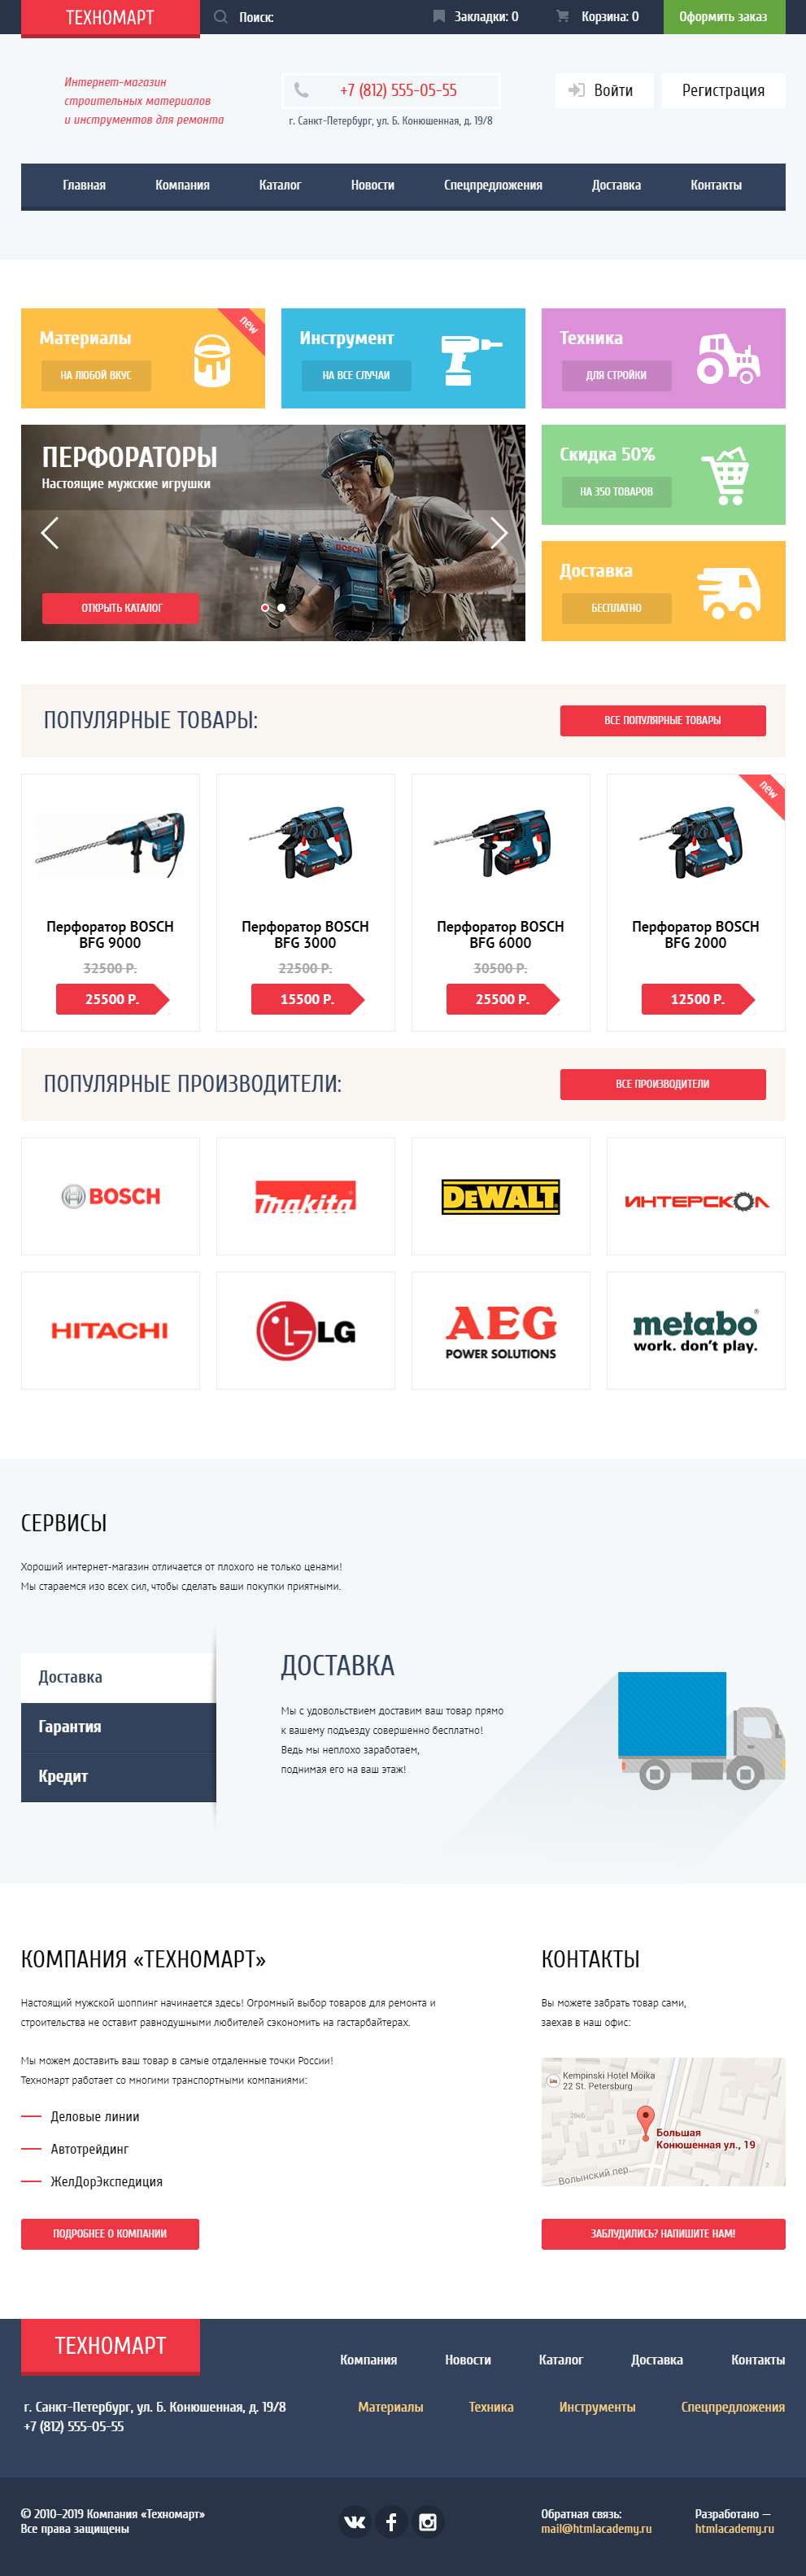 ТЕХНОМАРТ
Поиск:
Закладки: 0
Корзина: 0
Оформить заказ
Интернет-магазин
строительных материалов
и инструментов для ремонта
+7 (812) 555-05-55
г. Санкт-Петербург, ул. Б. Конюшенная, д. 19/8
Войти
Регистрация
Главная
Компания
Каталог
Новости
Спецпредложения
Доставка
Контакты
Материалы
НА ЛЮБОЙ ВКУС
new
Инструмент
НА ВСЕ СЛУЧАИ
Техника
ДЛЯ СТРОЙКИ
ПЕРФОРАТОРЫ
Настоящие мужские игрушки
BOSCH
ОТКРЫТЬ КАТАЛОГ
Скидка 50%
НА 350 ТОВАРОВ
Доставка
БЕСПЛАТНО
ПОПУЛЯРНЫЕ ТОВАРЫ:
ВСЕ ПОПУЛЯРНЫЕ ТОВАРЫ
new
Перфоратор BOSCH
BFG 9000
32500 Р.
25500 Р.
Перфоратор BOSCH
BFG 3000
22500 Р.
15500 Р.
Перфоратор BOSCH
BFG 6000
30500 Р.
25500 Р.
Перфоратор BOSCH
BFG 2000
12500 Р.
ПОПУЛЯРНЫЕ ПРОИЗВОДИТЕЛИ:
ВСЕ ПРОИЗВОДИТЕЛИ
BOSCH
makita
DEWALT
ИНТЕРСКОЛ
HITACHI
LG
AEG
POWER SOLUTIONS
metabo®
work. don't play.
СЕРВИСЫ
Хороший интернет-магазин отличается от плохого не только ценами!
Мы стараемся изо всех сил, чтобы сделать ваши покупки приятными.
Доставка
Гарантия
Кредит
ДОСТАВКА
Мы с удовольствием доставим ваш товар прямо
к вашему подъезду совершенно бесплатно!
Ведь мы неплохо заработаем,
поднимая его на ваш этаж!
КОМПАНИЯ «ТЕХНОМАРТ»
Настоящий мужской шоппинг начинается здесь! Огромный выбор товаров для ремонта и
строительства не оставит равнодушными любителей сэкономить на гастарбайтерах.
Мы можем доставить ваш товар в самые отдаленные точки России!
Техномарт работает со многими транспортными компаниями:
Деловые линии
Автотрейдинг
ЖелДорЭкспедиция
ПОДРОБНЕЕ О КОМПАНИИ
КОНТАКТЫ
Вы можете забрать товар сами,
заехав в наш офис:
Kempinski Hotel Moika
22 St. Petersburg
17
2
Большая
Конюшенная ул., 19
Волынский пер.
ЗАБЛУДИЛИСЬ? НАПИШИТЕ НАМ!
ТЕХНОМАРТ
Компания
Новости
Каталог
Доставка
Контакты
г. Санкт-Петербург, ул. Б. Конюшенная, д. 19/8
+7 (812) 555-05-55
Материалы
Техника
Инструменты
Спецпредложения
© 2010–2019 Компания «Техномарт»
Все права защищены
Обратная связь:
mail@htmlacademy.ru
Разработано —
htmlacademy.ru